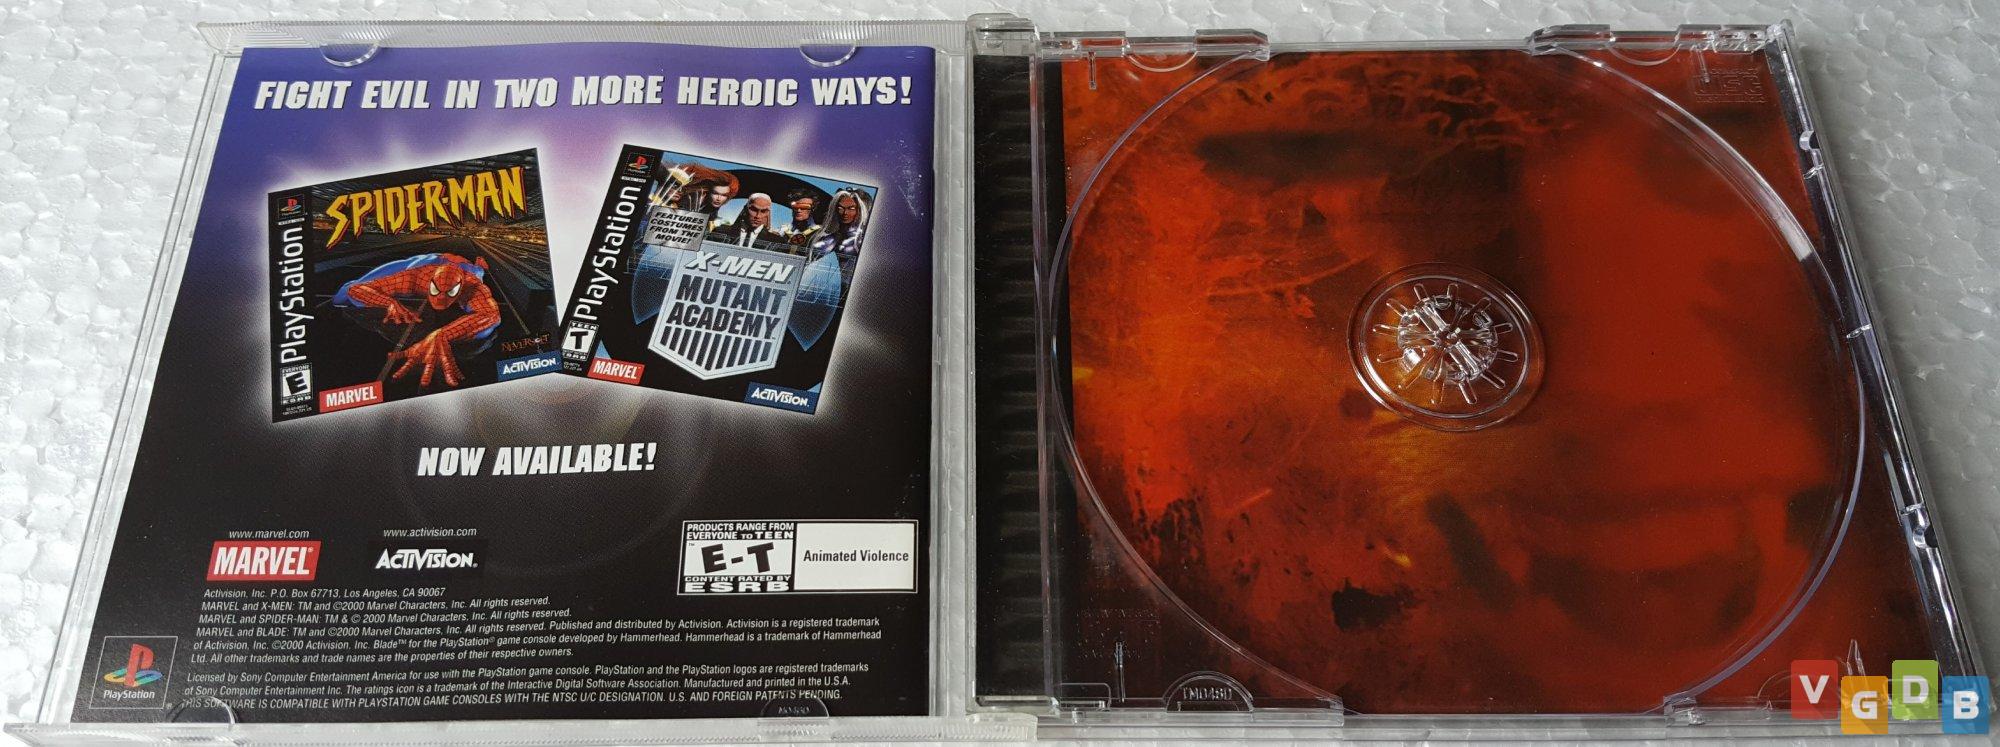 FIGHT EVIL IN TWO MORE HEROIC WAYS!
PlayStation
SPIDER-MAN
EVERYONE
E
ESRB
MARVEL
NEVERSOFT
ACTIVISION.
PlayStation
FEATURES
COSTUMES
FROM THE
MOVIE!
X-MEN
MUTANT
ACADEMY
TEEN
T
ESRB
MARVEL
ACTIVISION.
NOW AVAILABLE!
www.marvel.com
MARVEL®
www.activision.com
ACTIVISION.
PRODUCTS RANGE FROM
EVERYONE TO TEEN
E-T
CONTENT RATED BY
ESRB
Animated Violence
Activision, Inc. P.O. Box 67713, Los Angeles, CA 90067
MARVEL and X-MEN: TM and ©2000 Marvel Characters, Inc. All rights reserved.
MARVEL and SPIDER-MAN: TM & © 2000 Marvel Characters, Inc. All rights reserved.
MARVEL and BLADE: TM and ©2000 Marvel Characters, Inc. All rights reserved. Published and distributed by Activision. Activision is a registered trademark
of Activision, Inc. ©2000 Activision, Inc. Blade™ for the PlayStation® game console developed by Hammerhead. Hammerhead is a trademark of Hammerhead
Ltd. All other trademarks and trade names are the properties of their respective owners.
Licensed by Sony Computer Entertainment America for use with the PlayStation game console. PlayStation and the PlayStation logos are registered trademarks
of Sony Computer Entertainment Inc. The ratings icon is a trademark of the Interactive Digital Software Association. Manufactured and printed in the U.S.A.
THIS SOFTWARE IS COMPATIBLE WITH PLAYSTATION GAME CONSOLES WITH THE NTSC U/C DESIGNATION. U.S. AND FOREIGN PATENTS PENDING.
PlayStation
®
COMPACT
disc
VGDB